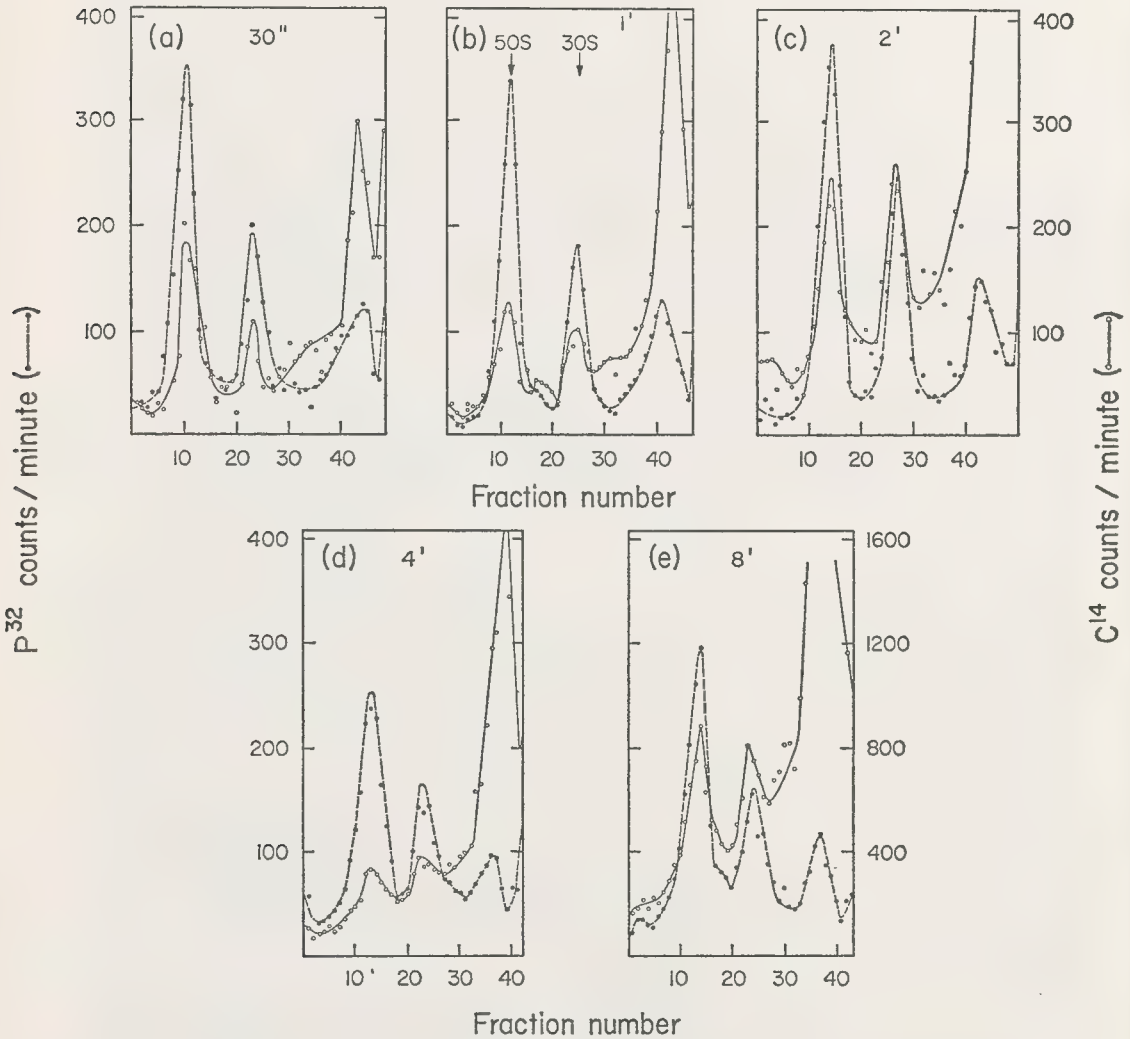 (a) 30"
(b) 1'
50S 30S
(c) 2'
400
300
200
100
400
300
200
100
10 20 30 40
10 20 30 40
10 20 30 40
Fraction number
P³² counts / minute (•-----•)
C¹⁴ counts / minute (o——o)
(d) 4'
(e) 8'
400
300
200
100
1600
1200
800
400
10 20 30 40
10 20 30 40
Fraction number